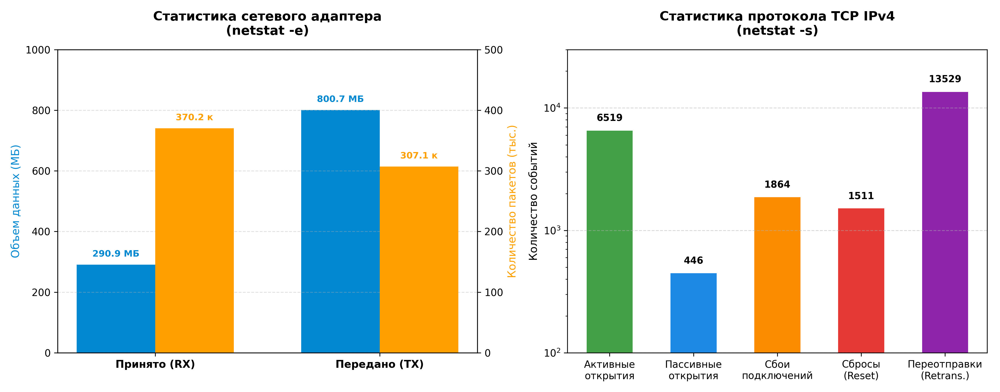 Статистика сетевого адаптера
(netstat -e)
Объем данных (МБ)
1000
800
600
400
200
0
290.9 МБ
370.2 к
800.7 МБ
307.1 к
Принято (RX)
Передано (TX)
500
400
300
200
100
0
Количество пакетов (тыс.)
Статистика протокола TCP IPv4
(netstat -s)
Количество событий
10⁴
10³
10²
6519
446
1864
1511
13529
Активные
открытия
Пассивные
открытия
Сбои
подключений
Сбросы
(Reset)
Переотправки
(Retrans.)